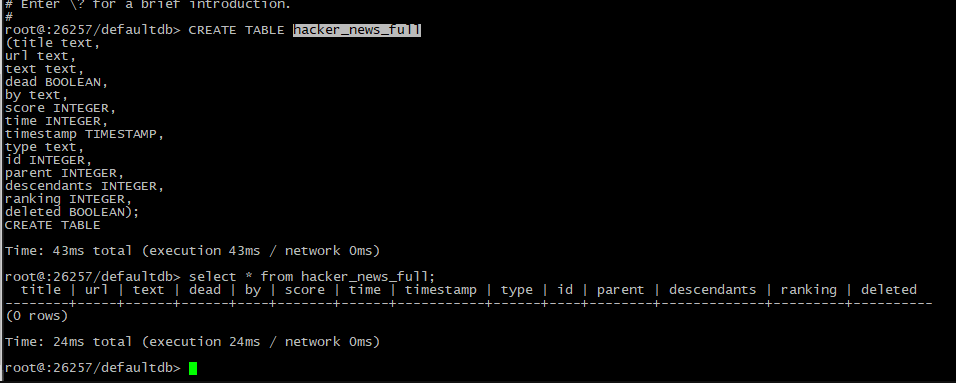 # Enter \? for a brief introduction.
#
root@:26257/defaultdb> CREATE TABLE hacker_news_full
(title text,
url text,
text text,
dead BOOLEAN,
by text,
score INTEGER,
time INTEGER,
timestamp TIMESTAMP,
type text,
id INTEGER,
parent INTEGER,
descendants INTEGER,
ranking INTEGER,
deleted BOOLEAN);
CREATE TABLE

Time: 43ms total (execution 43ms / network 0ms)

root@:26257/defaultdb> select * from hacker_news_full;
  title | url | text | dead | by | score | time | timestamp | type | id | parent | descendants | ranking | deleted
--------+-----+------+------+----+-------+------+-----------+------+----+--------+-------------+---------+----------
(0 rows)

Time: 24ms total (execution 24ms / network 0ms)

root@:26257/defaultdb>